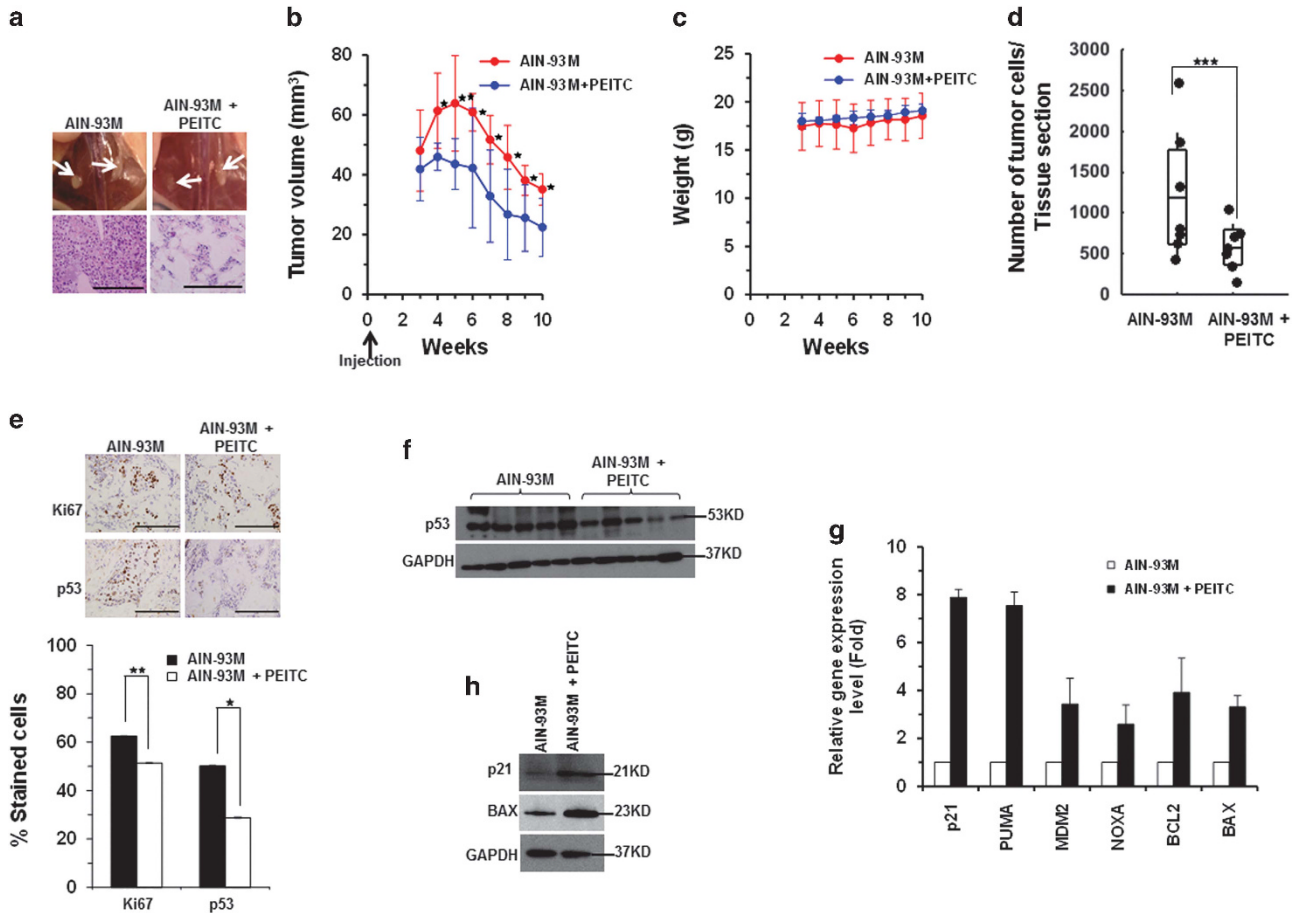 a
AIN-93M
AIN-93M +
PEITC
b
Tumor volume (mm3)
80
60
40
20
0
0 2 4 6 8 10
Weeks
Injection
AIN-93M
AIN-93M+PEITC
c
Weight (g)
25
20
15
10
5
0
0 2 4 6 8 10
Weeks
AIN-93M
AIN-93M+PEITC
d
Number of tumor cells/
Tissue section
3000
2500
2000
1500
1000
500
0
AIN-93M
AIN-93M +
PEITC
e
AIN-93M
AIN-93M +
PEITC
Ki67
p53
% Stained cells
100
80
60
40
20
0
AIN-93M
AIN-93M + PEITC
Ki67
p53
f
AIN-93M
AIN-93M +
PEITC
p53
53KD
GAPDH
37KD
g
Relative gene expression
level (Fold)
10
8
6
4
2
0
AIN-93M
AIN-93M + PEITC
p21
PUMA
MDM2
NOXA
BCL2
BAX
h
AIN-93M
AIN-93M + PEITC
p21
21KD
BAX
23KD
GAPDH
37KD